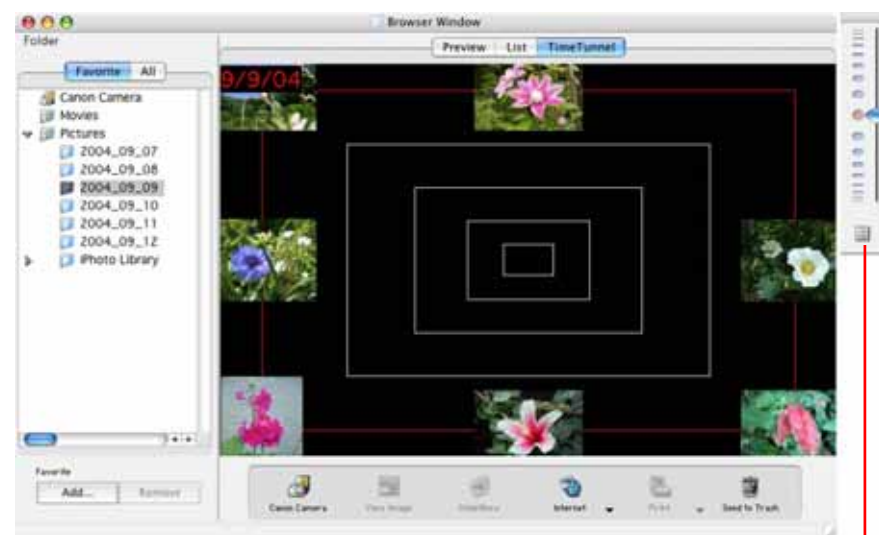 Browser Window
Folder
Preview List TimeTunnel
Favorite All
9/9/04
Canon Camera
Movies
Pictures
2004_09_07
2004_09_08
2004_09_09
2004_09_10
2004_09_11
2004_09_12
iPhoto Library
Favorite
Add... Remove
Canon Camera View Image Internet Print Send to Trash